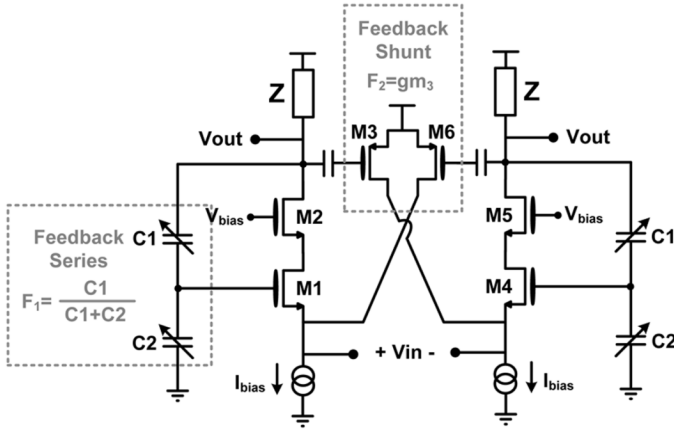 Feedback
Shunt
F₂=gm₃
Z
Z
Vout
M3
M6
Vout
Vbias
M2
M5
Vbias
Feedback
Series
F₁= C1
C1+C2
C1
C1
M1
M4
C2
C2
+ Vin -
Ibias
Ibias